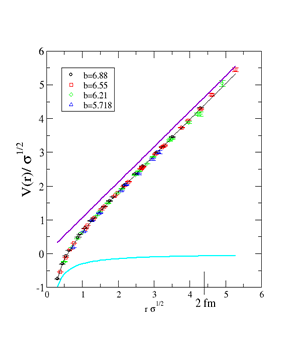 b=6.88
b=6.55
b=6.21
b=5.718
V(r)/ σ^1/2
6
5
4
3
2
1
0
-1
0 1 2 3 4 5 6
r σ^1/2
2 fm